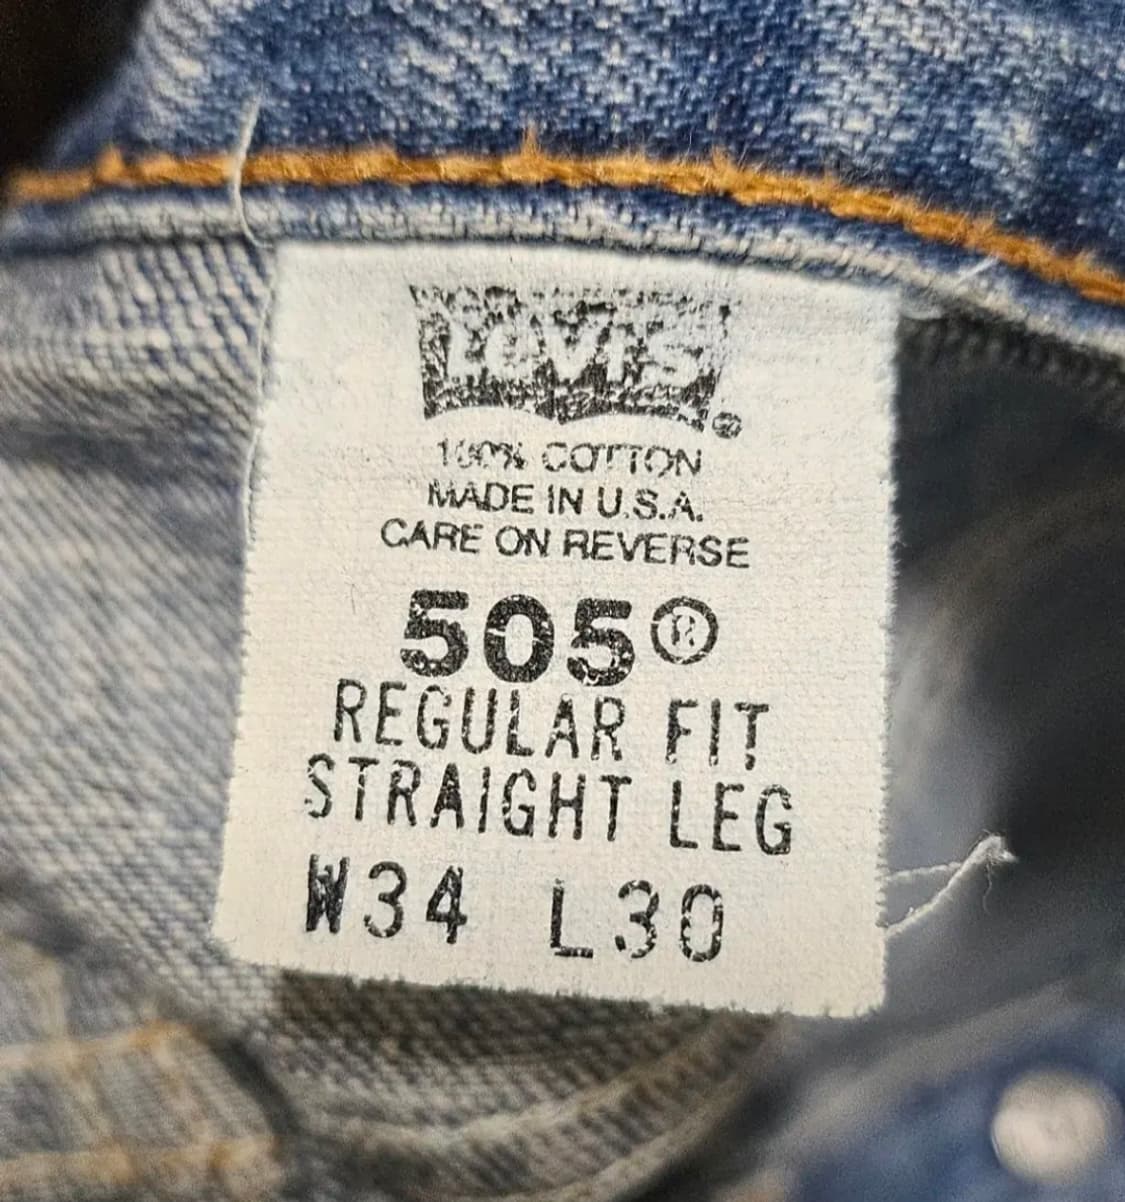 Levi's®
100% COTTON
MADE IN U.S.A.
CARE ON REVERSE
505®
REGULAR FIT
STRAIGHT LEG
W34 L30